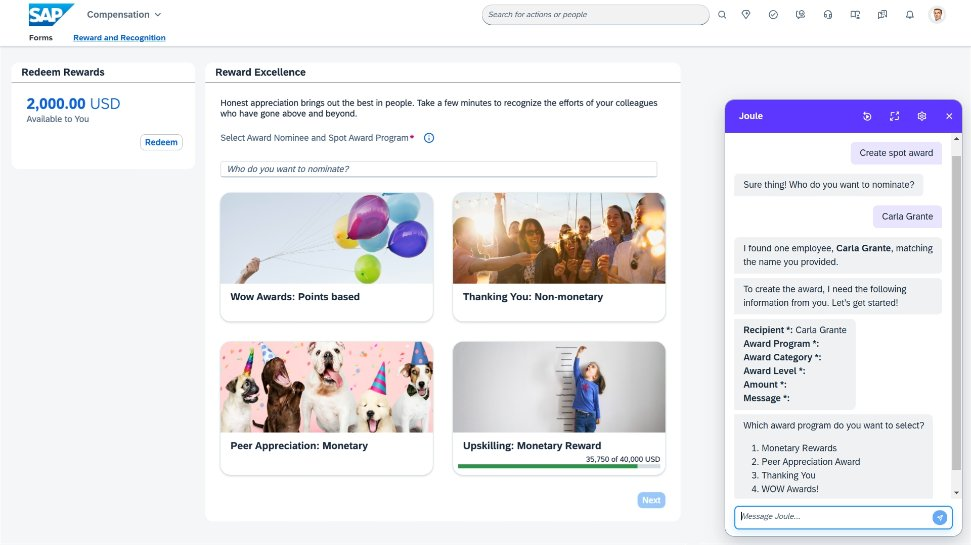 SAP
Compensation
Search for actions or people
Forms
Reward and Recognition
Redeem Rewards
2,000.00 USD
Available to You
Redeem
Reward Excellence
Honest appreciation brings out the best in people. Take a few minutes to recognize the efforts of your colleagues
who have gone above and beyond.
Select Award Nominee and Spot Award Program*
Who do you want to nominate?
Wow Awards: Points based
Thanking You: Non-monetary
Peer Appreciation: Monetary
Upskilling: Monetary Reward
35,750 of 40,000 USD
Next
Joule
Create spot award
Sure thing! Who do you want to nominate?
Carla Grante
I found one employee, Carla Grante, matching
the name you provided.
To create the award, I need the following
information from you. Let's get started!
Recipient *: Carla Grante
Award Program *:
Award Category *:
Award Level *:
Amount *:
Message *:
Which award program do you want to select?
1. Monetary Rewards
2. Peer Appreciation Award
3. Thanking You
4. WOW Awards!
Message Joule...